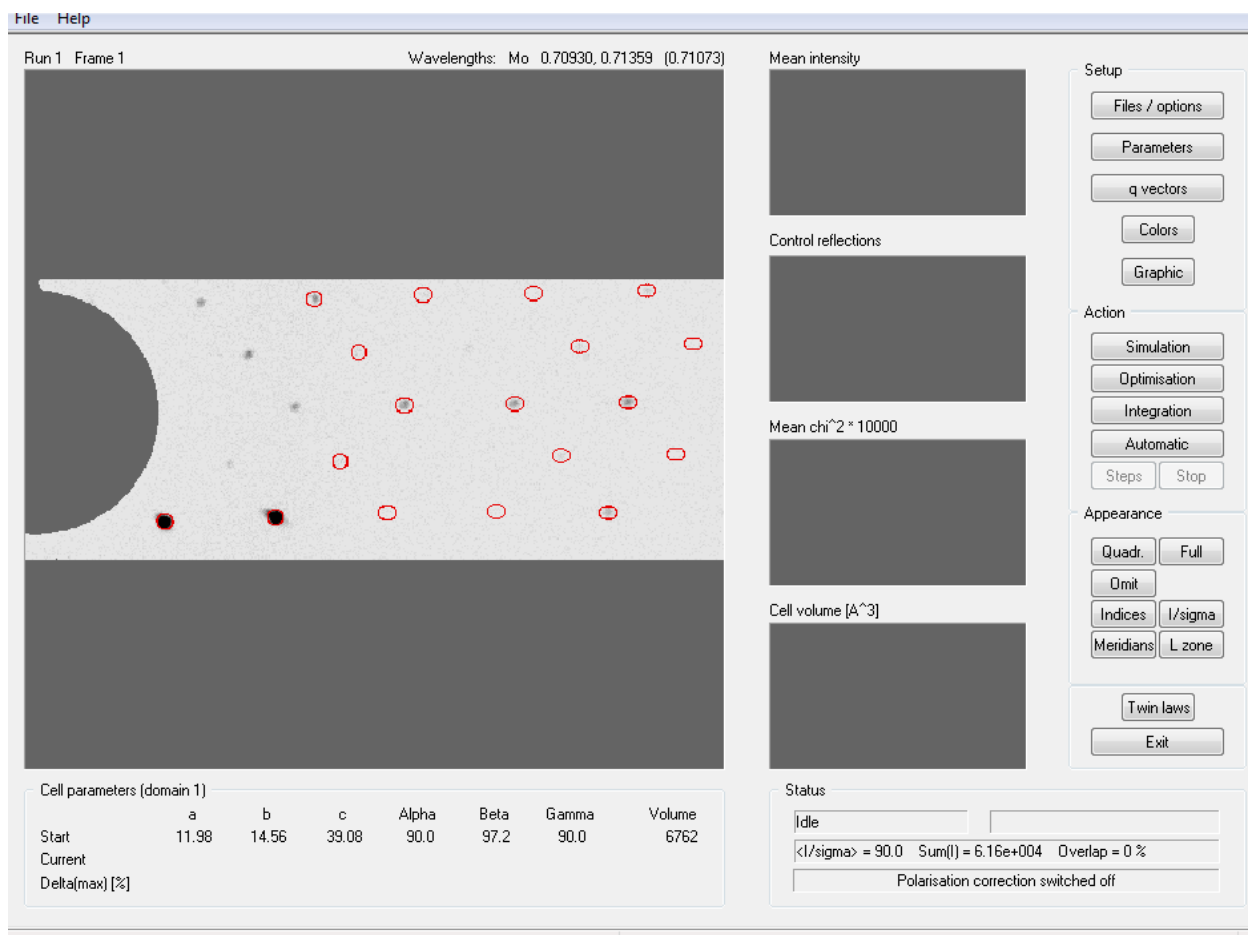 File Help
Run 1 Frame 1 Wavelengths: Mo 0.70930, 0.71359 (0.71073)
Mean intensity
Control reflections
Mean chi^2 * 10000
Cell volume [A^3]
Setup
Files / options
Parameters
q vectors
Colors
Graphic
Action
Simulation
Optimisation
Integration
Automatic
Steps Stop
Appearance
Quadr. Full
Omit
Indices I/sigma
Meridians L zone
Twin laws
Exit
Cell parameters (domain 1)
a b c Alpha Beta Gamma Volume
Start 11.98 14.56 39.08 90.0 97.2 90.0 6762
Current
Delta(max) [%]
Status
Idle
<I/sigma> = 90.0 Sum(I) = 6.16e+004 Overlap = 0 %
Polarisation correction switched off